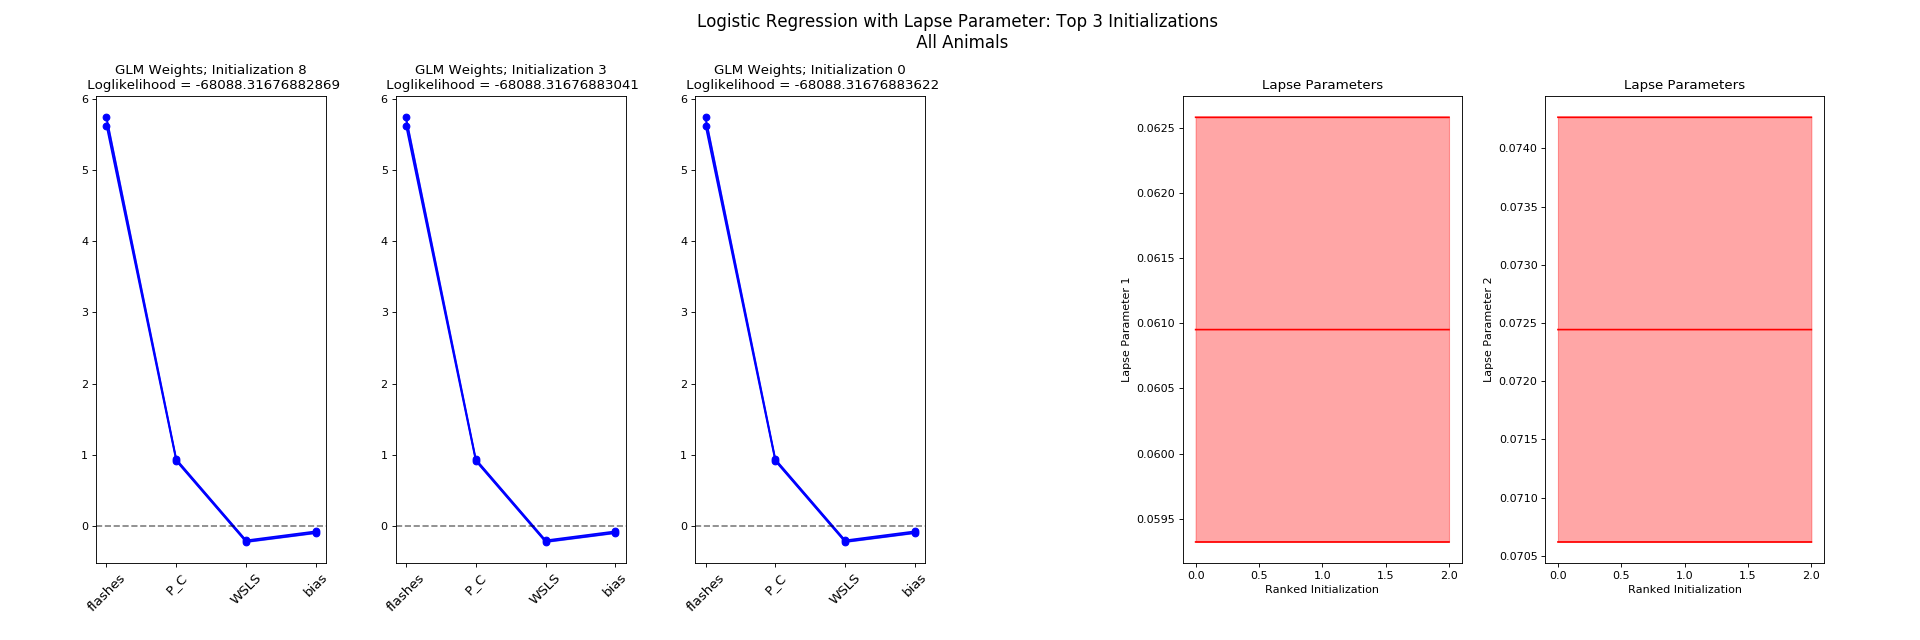 Logistic Regression with Lapse Parameter: Top 3 Initializations
All Animals
GLM Weights; Initialization 8
Loglikelihood = -68088.31676882869
6
5
4
3
2
1
0
flashes
P_C
WSLS
bias
GLM Weights; Initialization 3
Loglikelihood = -68088.31676883041
6
5
4
3
2
1
0
flashes
P_C
WSLS
bias
GLM Weights; Initialization 0
Loglikelihood = -68088.31676883622
6
5
4
3
2
1
0
flashes
P_C
WSLS
bias
Lapse Parameters
Lapse Parameter 1
0.0625
0.0620
0.0615
0.0610
0.0605
0.0600
0.0595
0.0
0.5
1.0
1.5
2.0
Ranked Initialization
Lapse Parameters
Lapse Parameter 2
0.0740
0.0735
0.0730
0.0725
0.0720
0.0715
0.0710
0.0705
0.0
0.5
1.0
1.5
2.0
Ranked Initialization